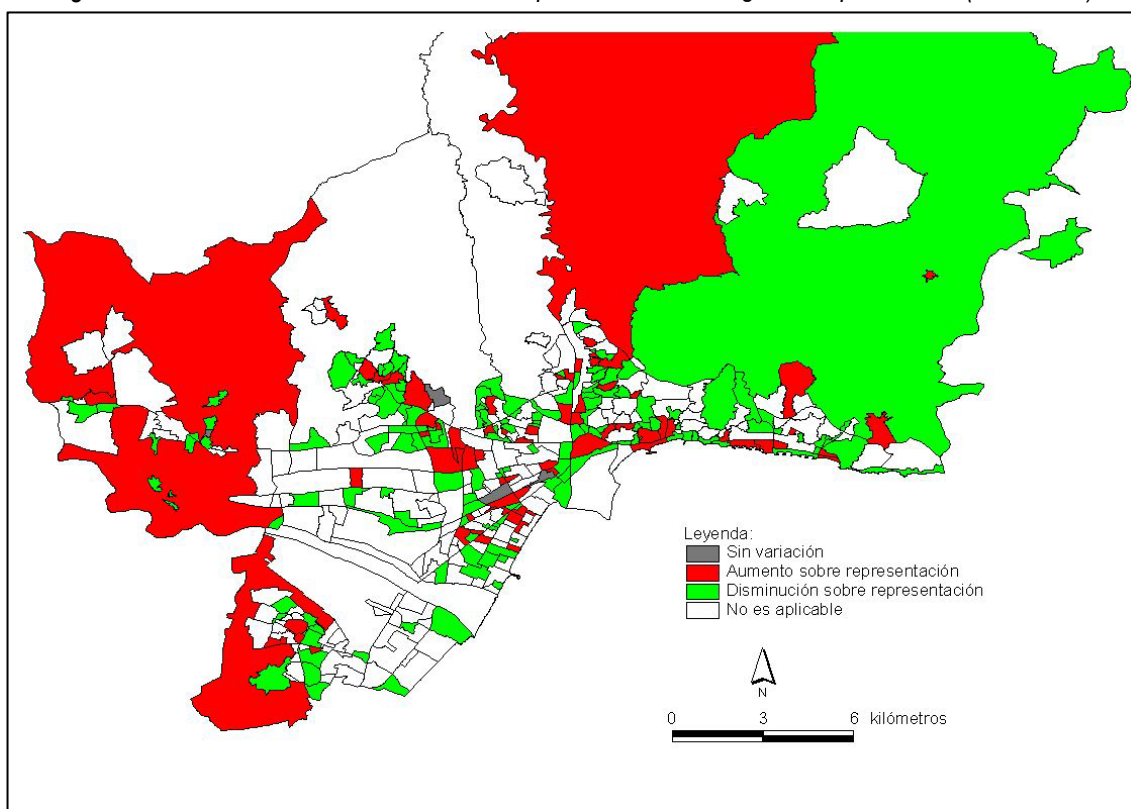 Leyenda:
Sin variación
Aumento sobre representación
Disminución sobre representación
No es aplicable
N
0 3 6 kilómetros